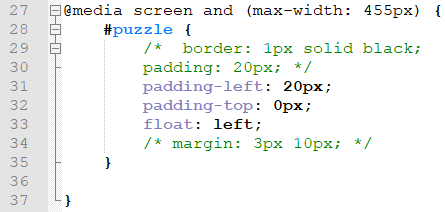 27 @media screen and (max-width: 455px) {
28 #puzzle {
29 /*  border: 1px solid black;
30 padding: 20px; */
31 padding-left: 20px;
32 padding-top: 0px;
33 float: left;
34 /* margin: 3px 10px; */
35 }
36
37 }